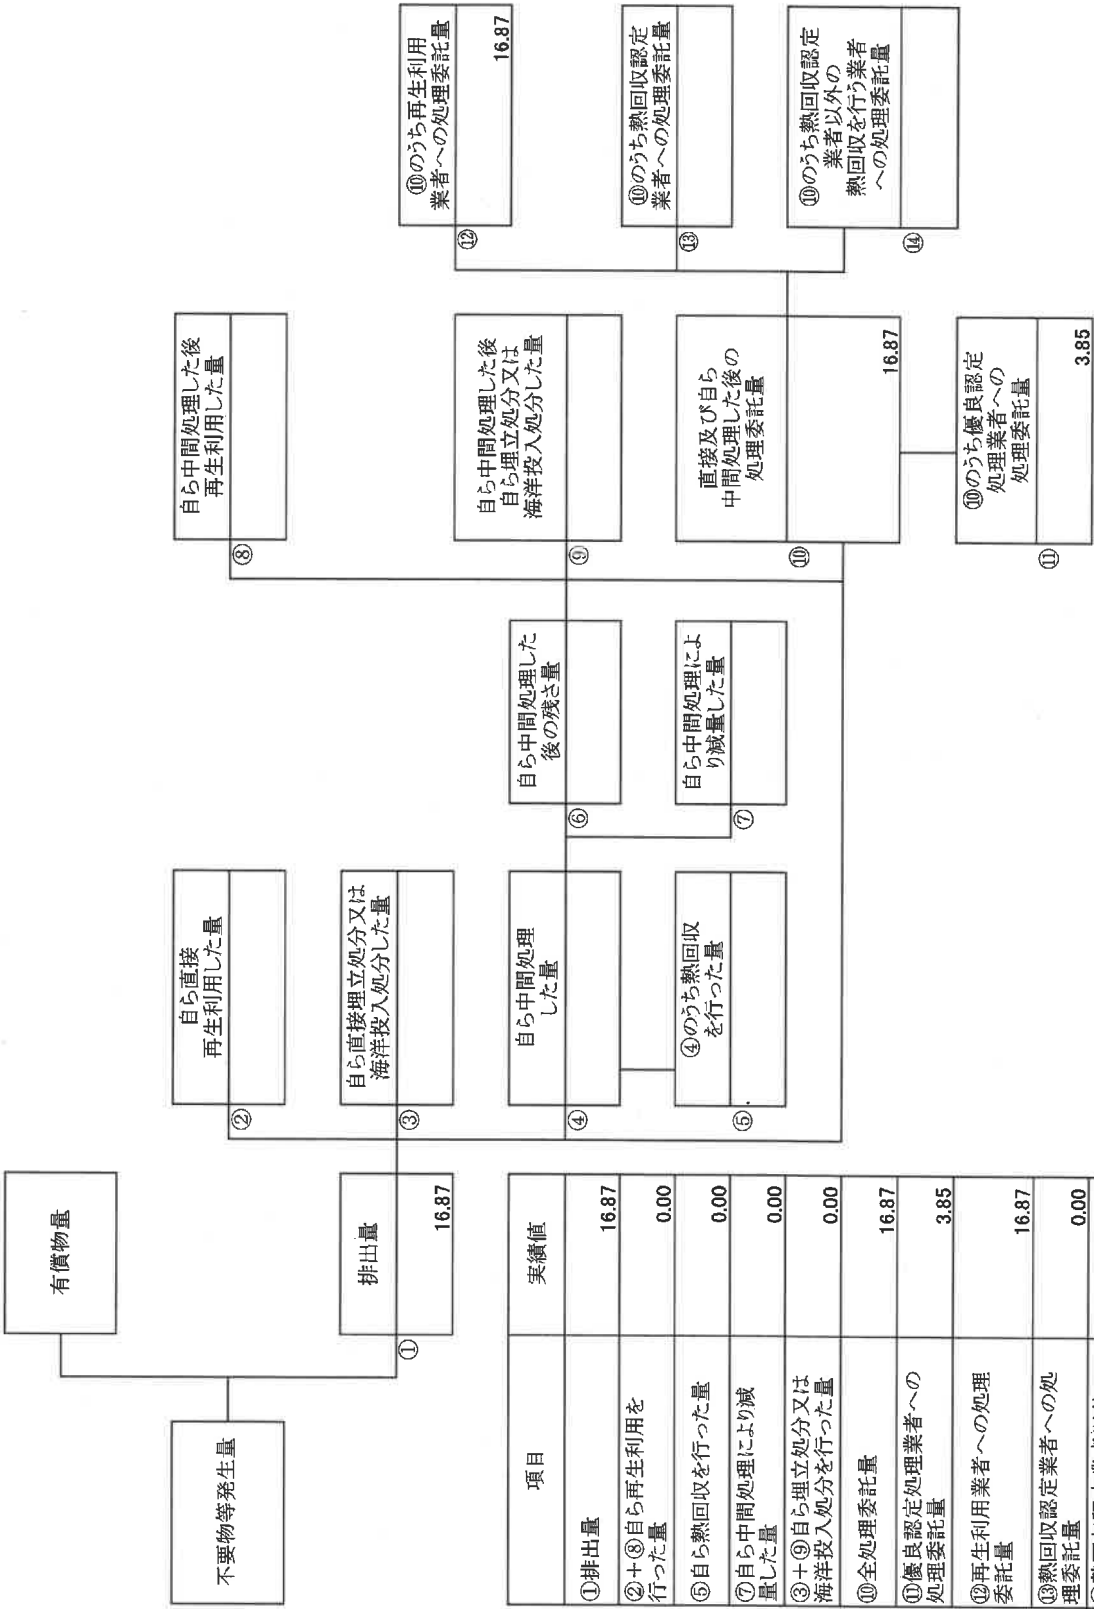 有償物量
不要物等発生量
排出量
①
16.87
自ら直接
再生利用した量
②
自ら直接埋立処分又は
海洋投入処分した量
③
自ら中間処理
した量
④
④のうち熱回収
を行った量
⑤
自ら中間処理した
後の残さ量
⑥
自ら中間処理によ
り減量した量
⑦
自ら中間処理した後
再生利用した量
⑧
自ら中間処理した後
自ら埋立処分又は
海洋投入処分した量
⑨
直接及び自ら
中間処理した後の
処理委託量
⑩
16.87
⑩のうち優良認定
処理業者への
処理委託量
⑪
3.85
⑩のうち再生利用
業者への処理委託量
⑫
16.87
⑩のうち熱回収認定
業者への処理委託量
⑬
⑩のうち熱回収認定
業者以外の
熱回収を行う業者
への処理委託量
⑭
項目
実績値
①排出量
16.87
②＋⑧自ら再生利用を
行った量
0.00
⑤自ら熱回収を行った量
0.00
⑦自ら中間処理により減
量した量
0.00
③＋⑨自ら埋立処分又は
海洋投入処分を行った量
0.00
⑩全処理委託量
16.87
⑪優良認定処理業者への
処理委託量
3.85
⑫再生利用業者への処理
委託量
16.87
⑬熱回収認定業者への処
理委託量
0.00